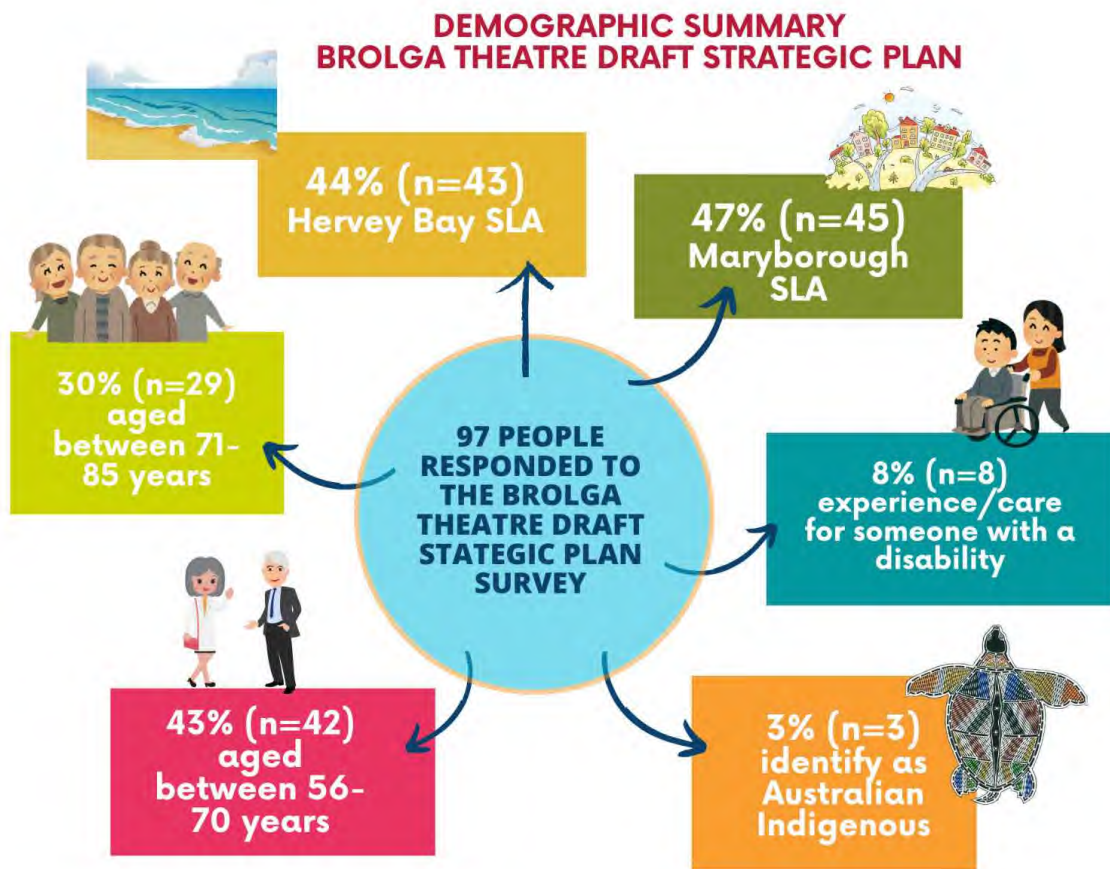 DEMOGRAPHIC SUMMARY
BROLGA THEATRE DRAFT STRATEGIC PLAN
44% (n=43)
Hervey Bay SLA
47% (n=45)
Maryborough
SLA
30% (n=29)
aged
between 71-
85 years
97 PEOPLE
RESPONDED TO
THE BROLGA
THEATRE DRAFT
STATEGIC PLAN
SURVEY
8% (n=8)
experience/care
for someone with a
disability
43% (n=42)
aged
between 56-
70 years
3% (n=3)
identify as
Australian
Indigenous